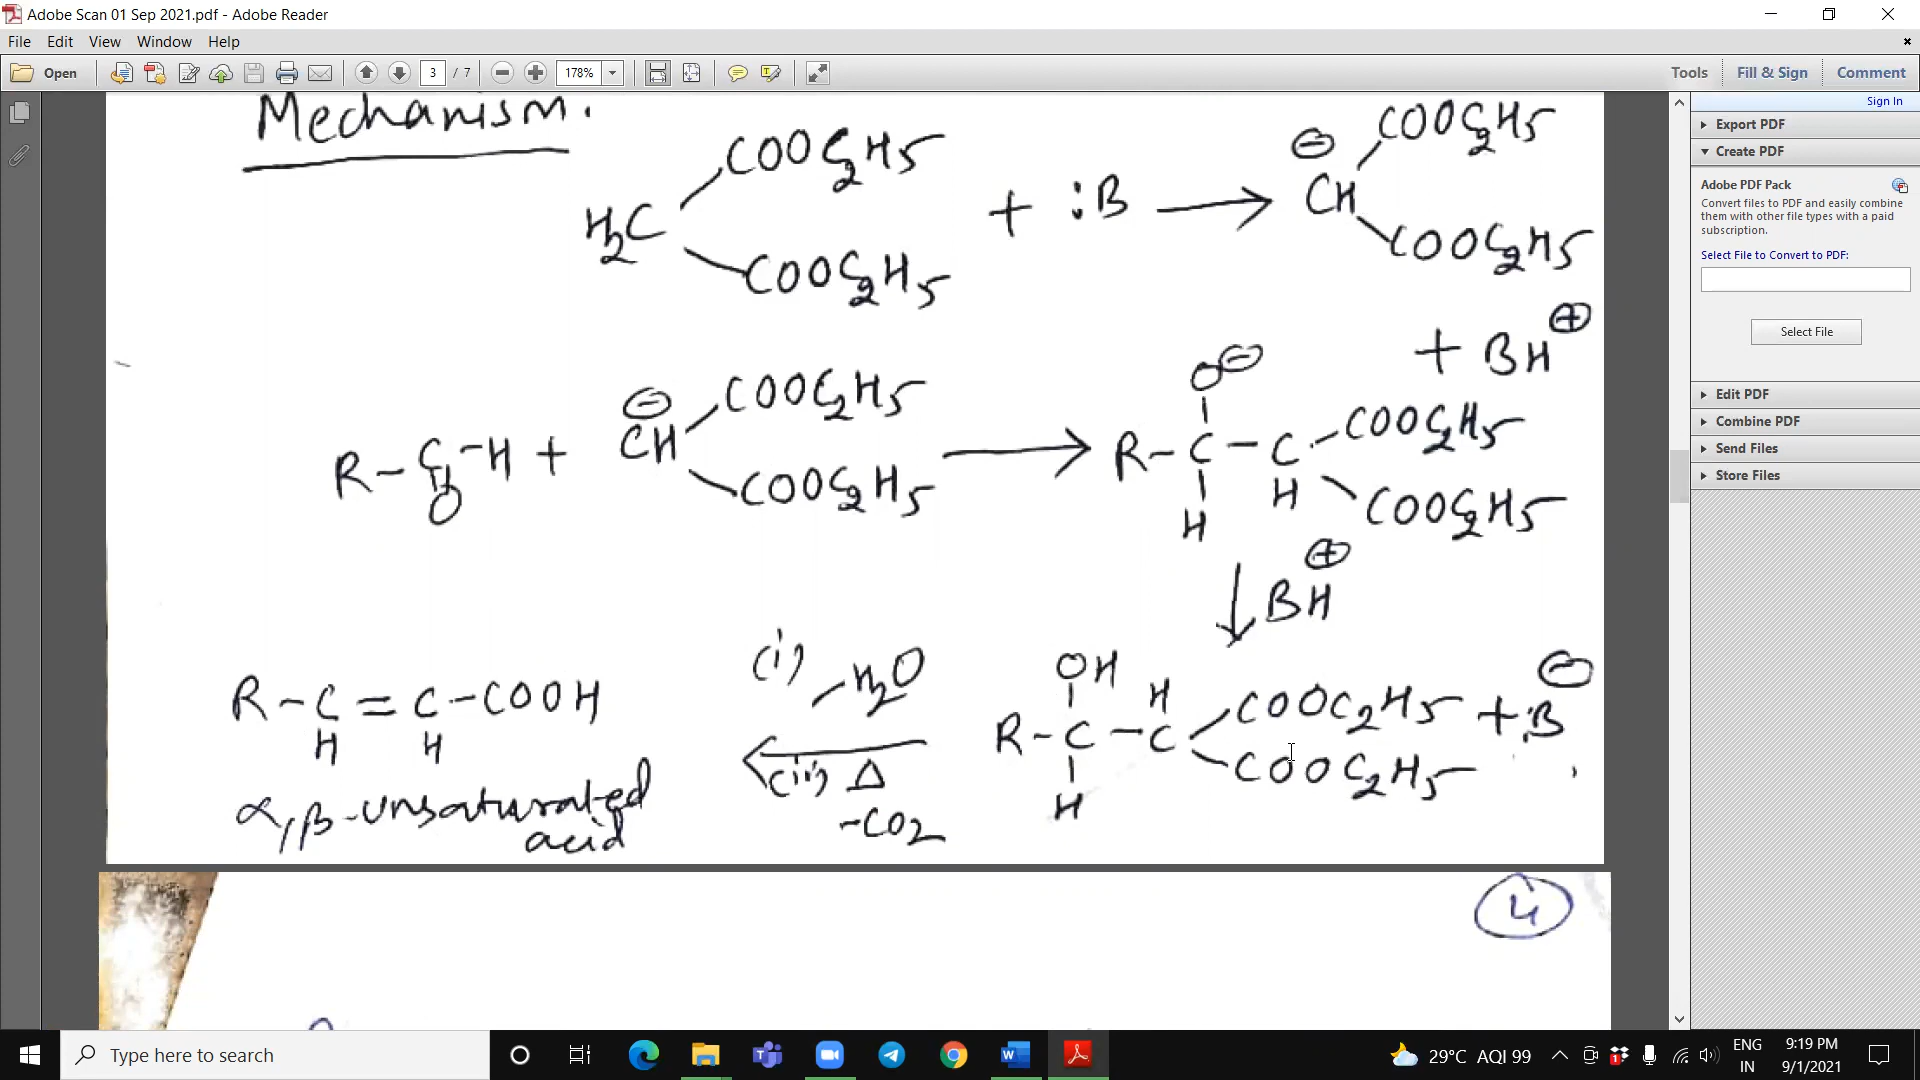 Adobe Scan 01 Sep 2021.pdf - Adobe Reader
File Edit View Window Help
Open 3 / 7 178% Tools Fill & Sign Comment
Sign In
Export PDF
Create PDF
Adobe PDF Pack
Convert files to PDF and easily combine
them with other file types with a paid
subscription.
Select File to Convert to PDF:
Select File
Edit PDF
Combine PDF
Send Files
Store Files
Mechanism.
H2C COOC2H5 COOC2H5 + :B → ⊖CH COOC2H5 COOC2H5
+ BH⊕
R-C-H + ⊖CH COOC2H5 COOC2H5 → R-C-C COOC2H5 COOC2H5
O
O⊖
H H
↓ BH⊕
R-C=C-COOH
H H
α,β-unsaturated
acid
(i) -H2O
(ii) Δ
-CO2
OH H
R-C-C COOC2H5 COOC2H5 + :B⊖
H
4
Type here to search
29°C AQI 99 ENG IN 9:19 PM 9/1/2021